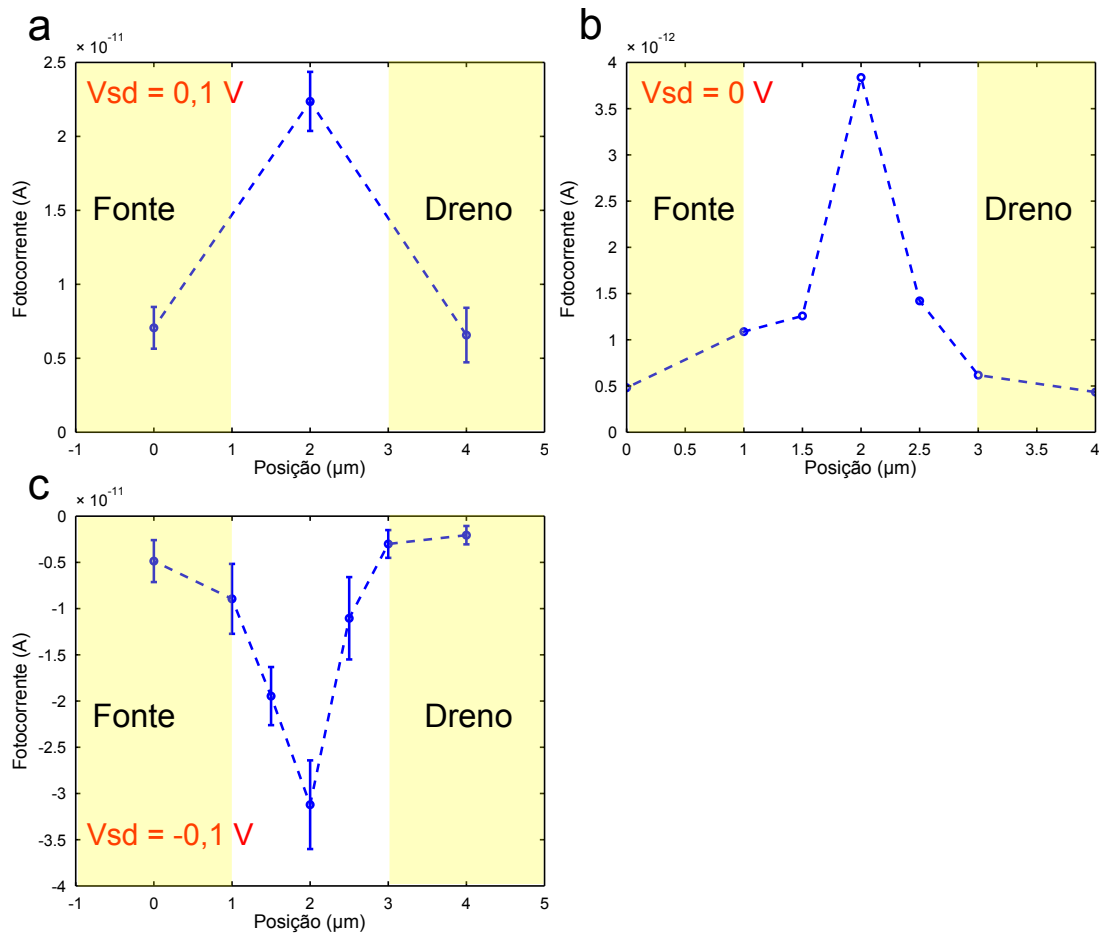 a
× 10⁻¹¹
2.5
2
1.5
1
0.5
0
Fotocorrente (A)
Vsd = 0,1 V
Fonte
Dreno
-1 0 1 2 3 4 5
Posição (µm)
b
× 10⁻¹²
4
3.5
3
2.5
2
1.5
1
0.5
0
Fotocorrente (A)
Vsd = 0 V
Fonte
Dreno
0 0.5 1 1.5 2 2.5 3 3.5 4
Posição (µm)
c
× 10⁻¹¹
0
-0.5
-1
-1.5
-2
-2.5
-3
-3.5
-4
Fotocorrente (A)
Fonte
Dreno
Vsd = -0,1 V
-1 0 1 2 3 4 5
Posição (µm)